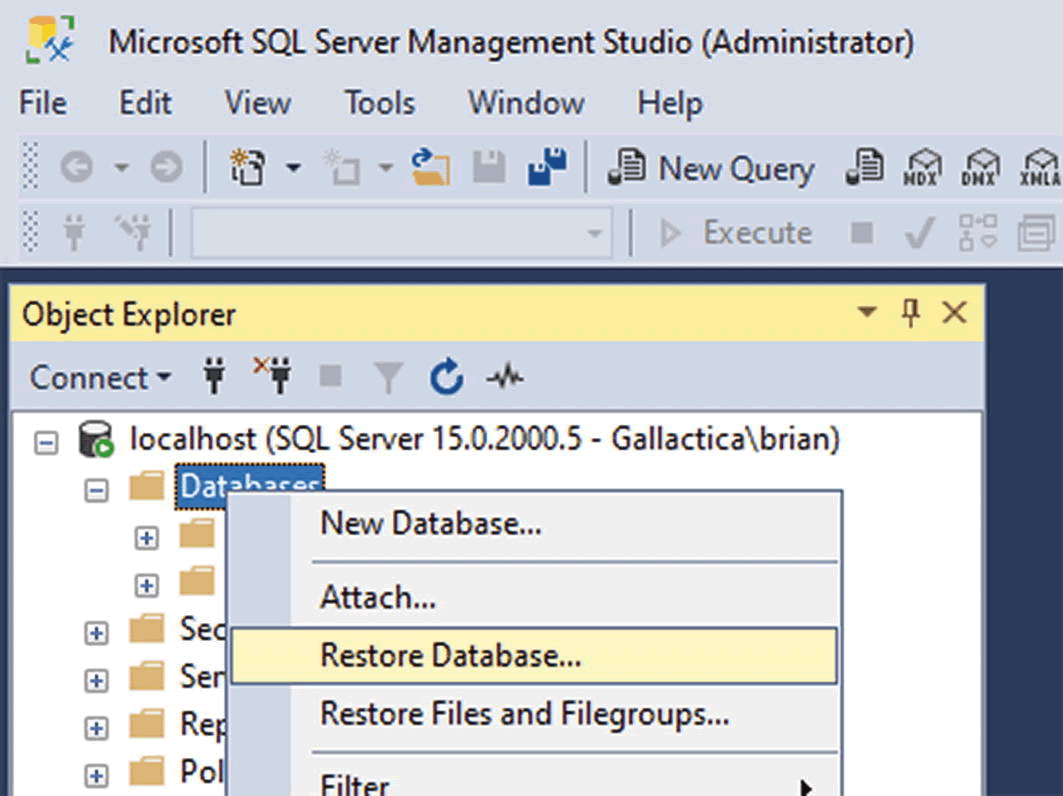 Microsoft SQL Server Management Studio (Administrator)
File Edit View Tools Window Help
New Query MDX DMX XMLA
Execute
Object Explorer
Connect
localhost (SQL Server 15.0.2000.5 - Gallactica\brian)
Databases
New Database...
Attach...
Sec
Restore Database...
Ser
Restore Files and Filegroups...
Rep
Pol
Filter